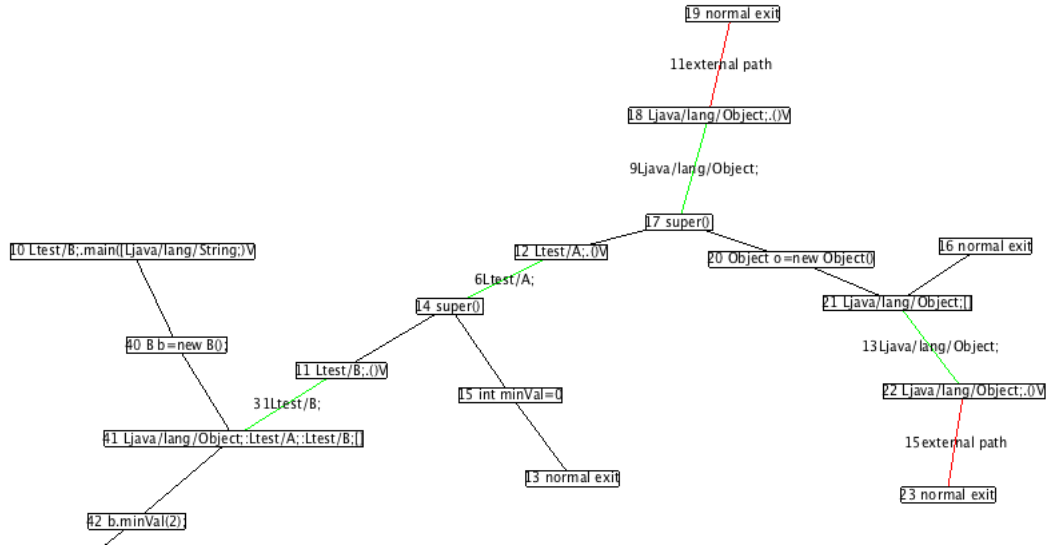 19 normal exit
11external path
18 Ljava/lang/Object;.()V
9Ljava/lang/Object;
17 super()
10 Ltest/B;.main([Ljava/lang/String;)V
12 Ltest/A;.()V
20 Object o=new Object()
16 normal exit
6Ltest/A;
14 super()
21 Ljava/lang/Object;[]
40 B b=new B();
13Ljava/lang/Object;
11 Ltest/B;.()V
15 int minVal=0
22 Ljava/lang/Object;.()V
31Ltest/B;
41 Ljava/lang/Object;:Ltest/A;:Ltest/B;[]
15external path
13 normal exit
23 normal exit
42 b.minVal(2);